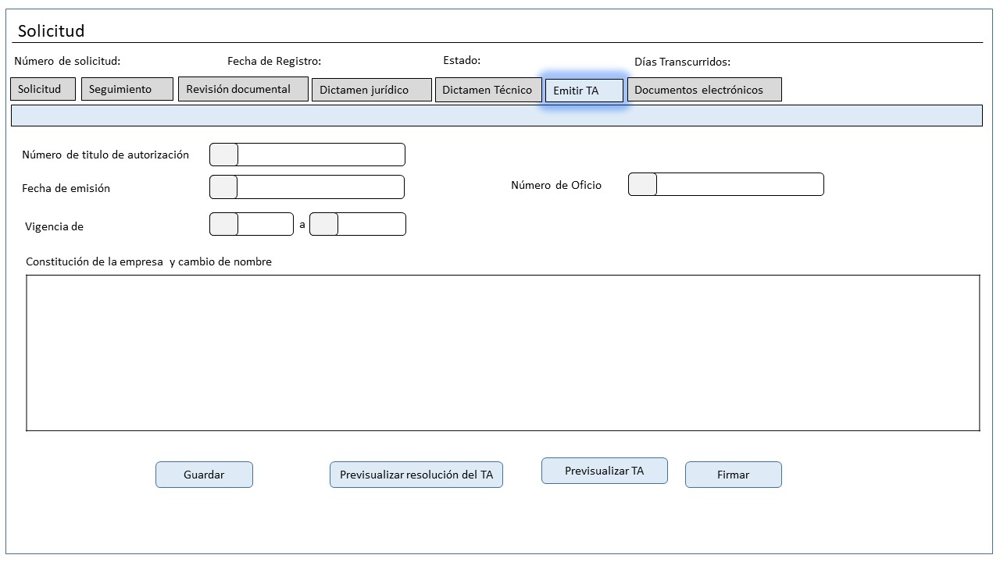 Solicitud
Número de solicitud: Fecha de Registro: Estado: Días Transcurridos:
Solicitud Seguimiento Revisión documental Dictamen jurídico Dictamen Técnico Emitir TA Documentos electrónicos
Número de titulo de autorización
Fecha de emisión Número de Oficio
Vigencia de a
Constitución de la empresa y cambio de nombre
Guardar Previsualizar resolución del TA Previsualizar TA Firmar